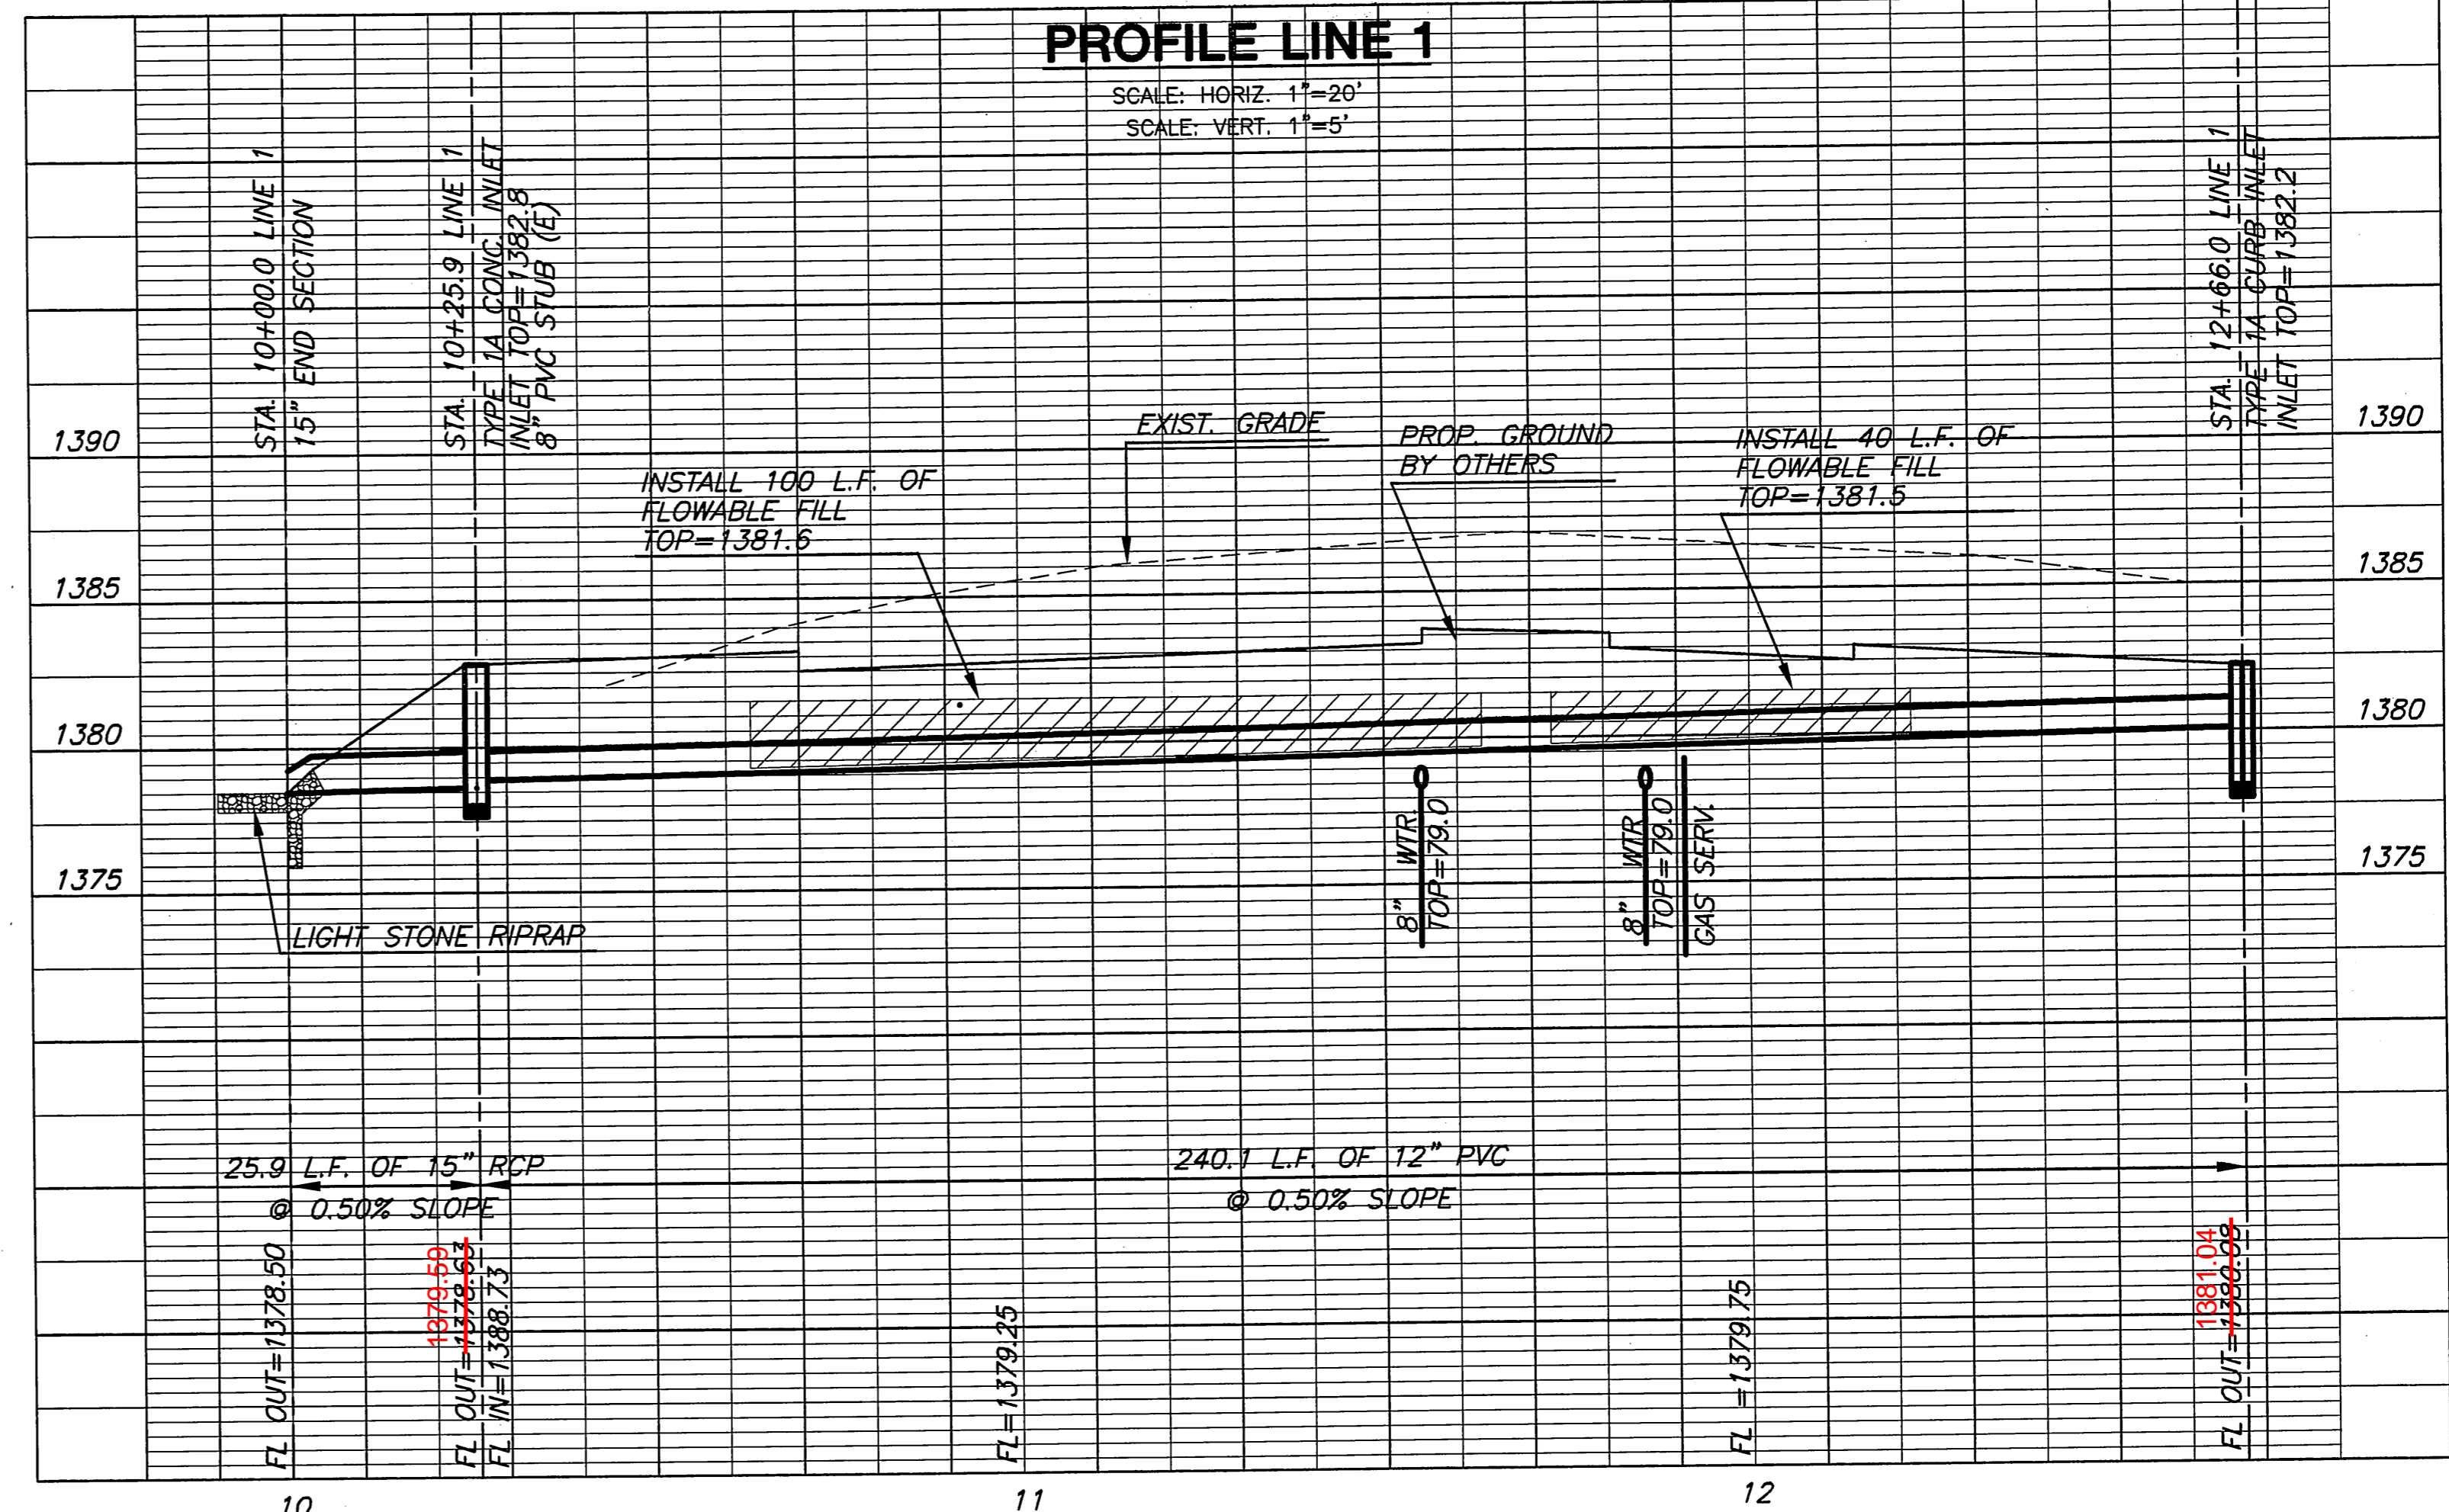 PROFILE LINE 1
SCALE: HORIZ. 1"=20'
SCALE: VERT. 1"=5'
STA. 10+00.0 LINE 1
15" END SECTION
STA. 10+25.9 LINE 1
TYPE 1A CONC. INLET
INLET TOP=1382.8
8" PVC STUB (E)
STA. 12+66.0 LINE 1
TYPE 1A CURB INLET
INLET TOP=1382.2
1390
1390
EXIST. GRADE
PROP. GROUND
BY OTHERS
INSTALL 40 L.F. OF
FLOWABLE FILL
TOP=1381.5
INSTALL 100 L.F. OF
FLOWABLE FILL
TOP=1381.6
1385
1385
1380
1380
1375
1375
8" WTR.
TOP=79.0
8" WTR
TOP=79.0
GAS SERV.
LIGHT STONE RIPRAP
25.9 L.F. OF 15" RCP
@ 0.50% SLOPE
240.1 L.F. OF 12" PVC
@ 0.50% SLOPE
FL OUT=1378.50
1379.59
FL OUT=1378.63
FL IN=1388.73
FL=1379.25
FL =1379.75
1381.04
FL OUT=1380.08
10
11
12